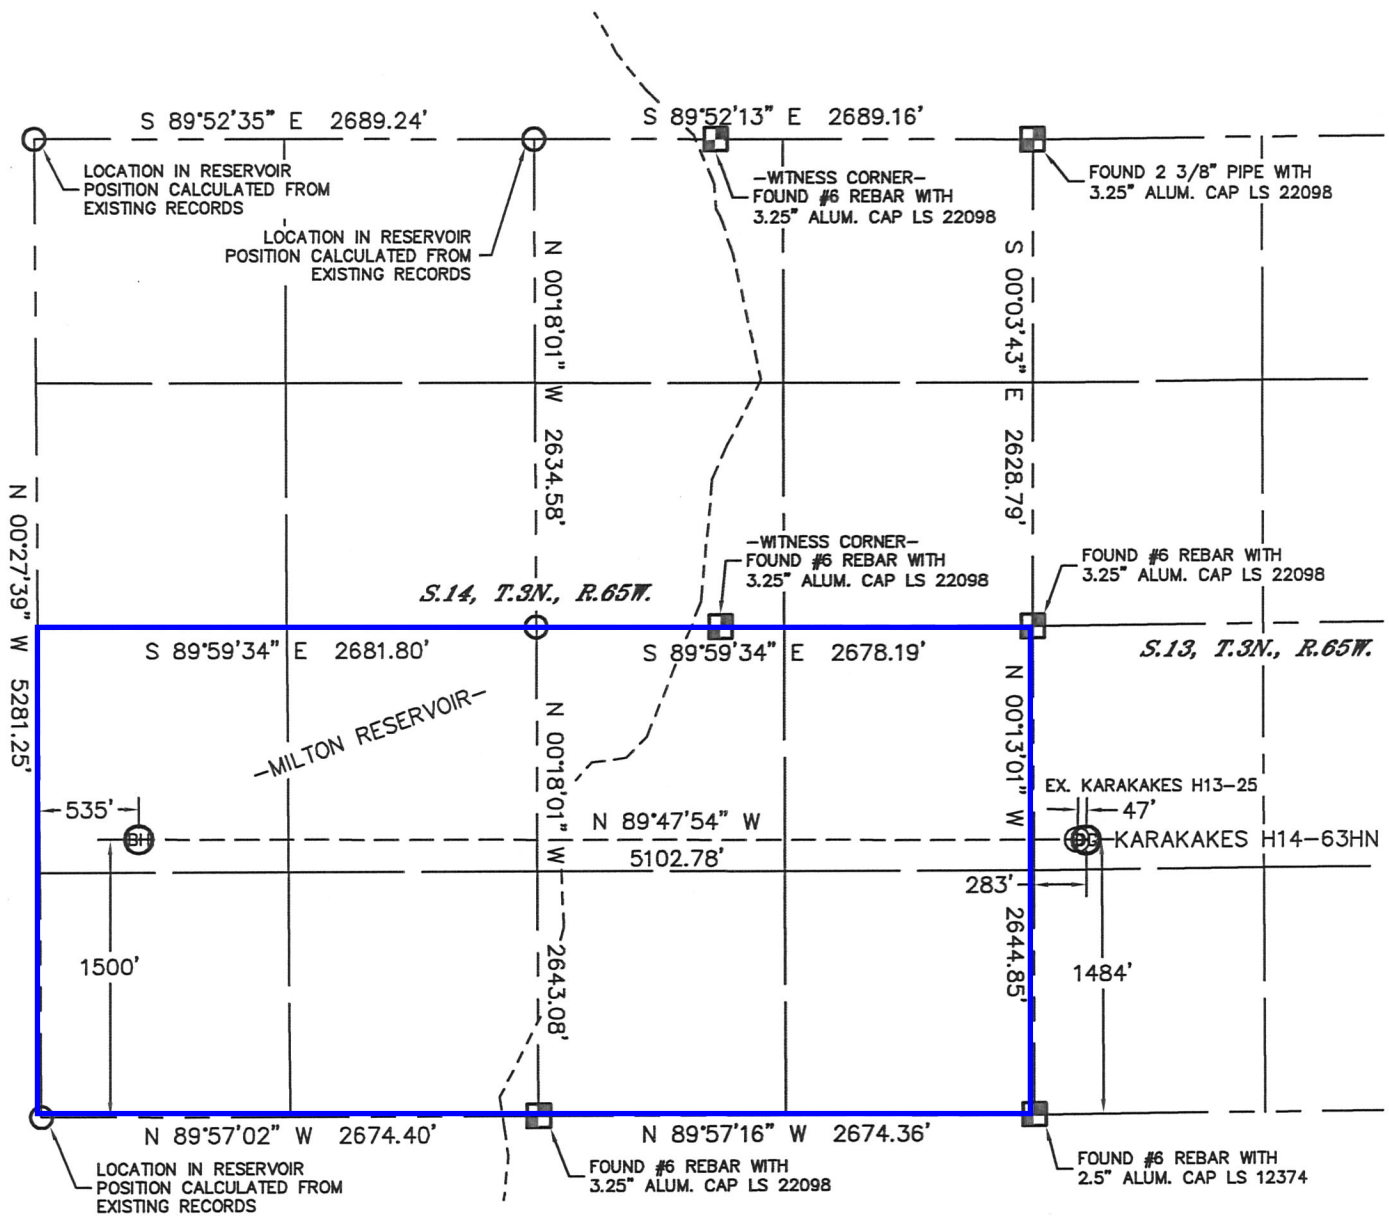 S 89°52'35" E 2689.24'
S 89°52'13" E 2689.16'
LOCATION IN RESERVOIR
POSITION CALCULATED FROM
EXISTING RECORDS
LOCATION IN RESERVOIR
POSITION CALCULATED FROM
EXISTING RECORDS
-WITNESS CORNER-
FOUND #6 REBAR WITH
3.25" ALUM. CAP LS 22098
FOUND 2 3/8" PIPE WITH
3.25" ALUM. CAP LS 22098
N 00°18'01" W 2634.58'
S 00°03'43" E 2628.79'
N 00°27'39" W 5281.25'
-WITNESS CORNER-
FOUND #6 REBAR WITH
3.25" ALUM. CAP LS 22098
FOUND #6 REBAR WITH
3.25" ALUM. CAP LS 22098
S.14, T.3N., R.65W.
S.13, T.3N., R.65W.
S 89°59'34" E 2681.80'
S 89°59'34" E 2678.19'
-MILTON RESERVOIR-
N 00°18'01" W 2643.08'
N 00°13'01" W 2644.85'
EX. KARAKAKES H13-25
535'
47'
BH
N 89°47'54" W
5102.78'
KARAKAKES H14-63HN
283'
1500'
1484'
N 89°57'02" W 2674.40'
N 89°57'16" W 2674.36'
LOCATION IN RESERVOIR
POSITION CALCULATED FROM
EXISTING RECORDS
FOUND #6 REBAR WITH
3.25" ALUM. CAP LS 22098
FOUND #6 REBAR WITH
2.5" ALUM. CAP LS 12374